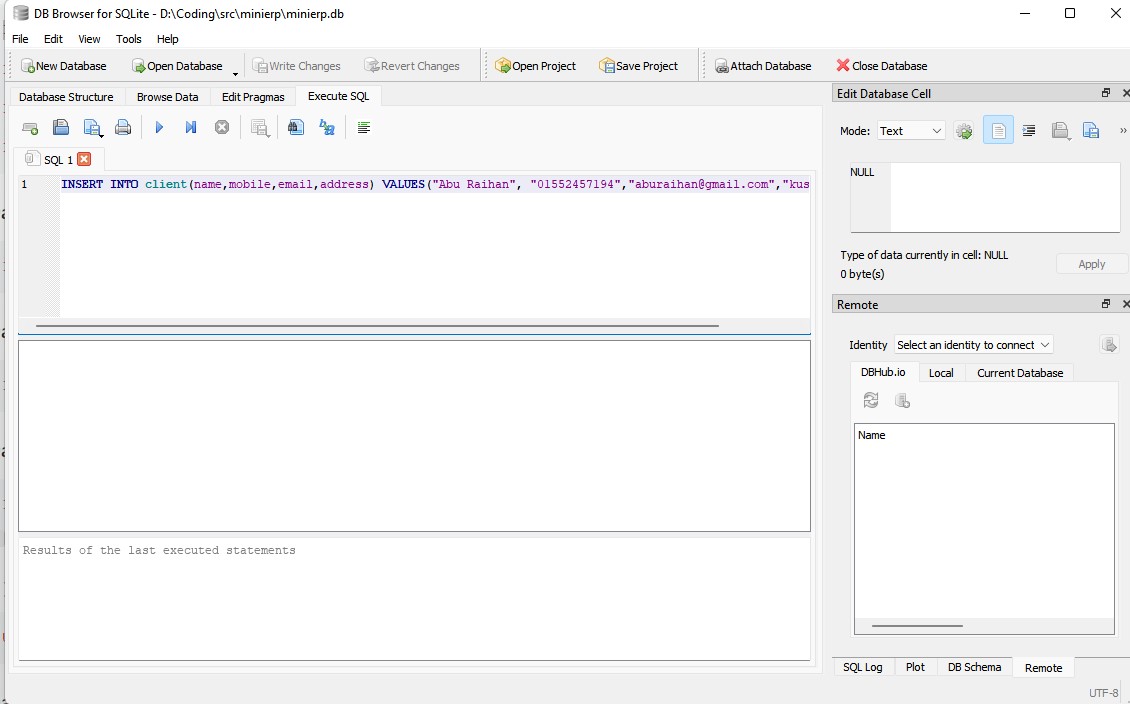 DB Browser for SQLite - D:\Coding\src\minierp\minierp.db
File Edit View Tools Help
New Database Open Database Write Changes Revert Changes Open Project Save Project Attach Database Close Database
Database Structure Browse Data Edit Pragmas Execute SQL
SQL 1
1 INSERT INTO client(name,mobile,email,address) VALUES("Abu Raihan", "01552457194","aburaihan@gmail.com","kus
Results of the last executed statements
Edit Database Cell
Mode: Text
NULL
Type of data currently in cell: NULL
0 byte(s)
Apply
Remote
Identity Select an identity to connect
DBHub.io Local Current Database
Name
SQL Log Plot DB Schema Remote
UTF-8